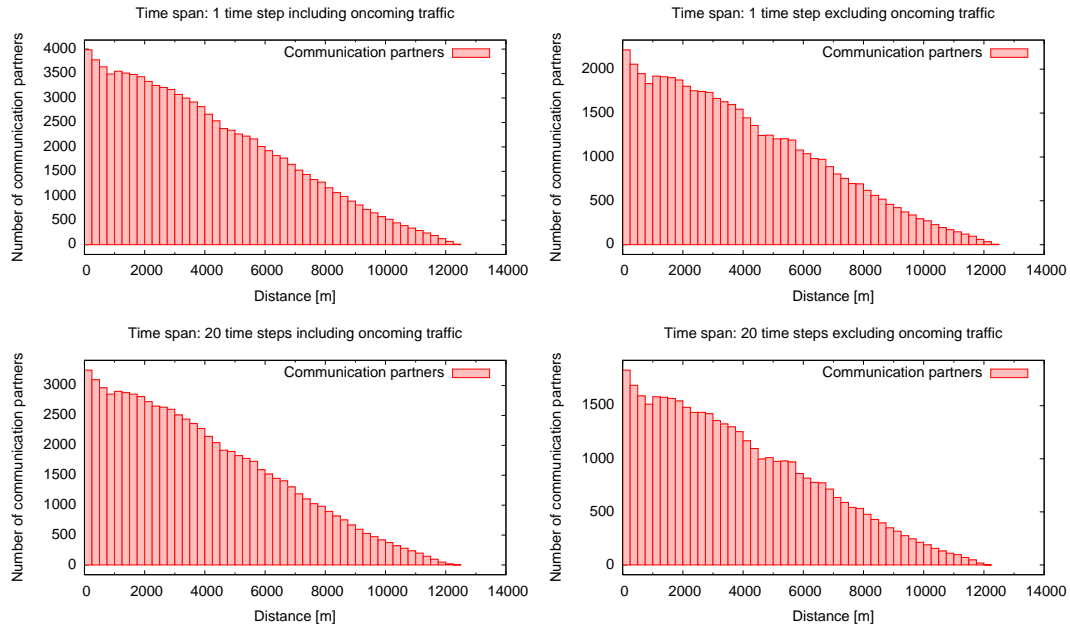 Time span: 1 time step including oncoming traffic
Number of communication partners
4000
3500
3000
2500
2000
1500
1000
500
0
Communication partners
0 2000 4000 6000 8000 10000 12000 14000
Distance [m]
Time span: 1 time step excluding oncoming traffic
Number of communication partners
2000
1500
1000
500
0
Communication partners
0 2000 4000 6000 8000 10000 12000 14000
Distance [m]
Time span: 20 time steps including oncoming traffic
Number of communication partners
3000
2500
2000
1500
1000
500
0
Communication partners
0 2000 4000 6000 8000 10000 12000 14000
Distance [m]
Time span: 20 time steps excluding oncoming traffic
Number of communication partners
1500
1000
500
0
Communication partners
0 2000 4000 6000 8000 10000 12000 14000
Distance [m]